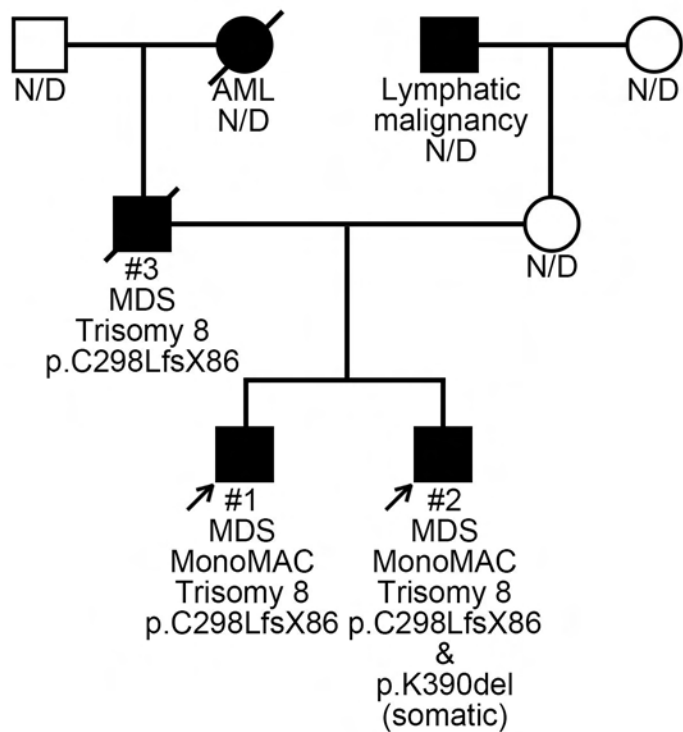 N/D
AML
N/D
Lymphatic
malignancy
N/D
N/D
#3
MDS
Trisomy 8
p.C298LfsX86
N/D
#1
MDS
MonoMAC
Trisomy 8
p.C298LfsX86
#2
MDS
MonoMAC
Trisomy 8
p.C298LfsX86
&
p.K390del
(somatic)